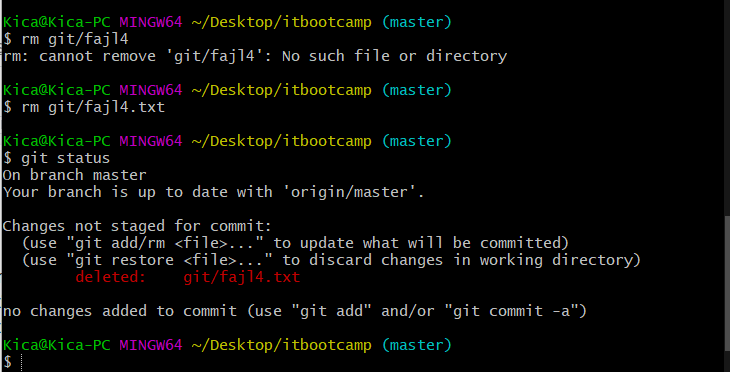 Kica@Kica-PC MINGW64 ~/Desktop/itbootcamp (master)
$ rm git/fajl4
rm: cannot remove 'git/fajl4': No such file or directory
Kica@Kica-PC MINGW64 ~/Desktop/itbootcamp (master)
$ rm git/fajl4.txt
Kica@Kica-PC MINGW64 ~/Desktop/itbootcamp (master)
$ git status
On branch master
Your branch is up to date with 'origin/master'.
Changes not staged for commit:
(use "git add/rm <file>..." to update what will be committed)
(use "git restore <file>..." to discard changes in working directory)
deleted: git/fajl4.txt
no changes added to commit (use "git add" and/or "git commit -a")
Kica@Kica-PC MINGW64 ~/Desktop/itbootcamp (master)
$